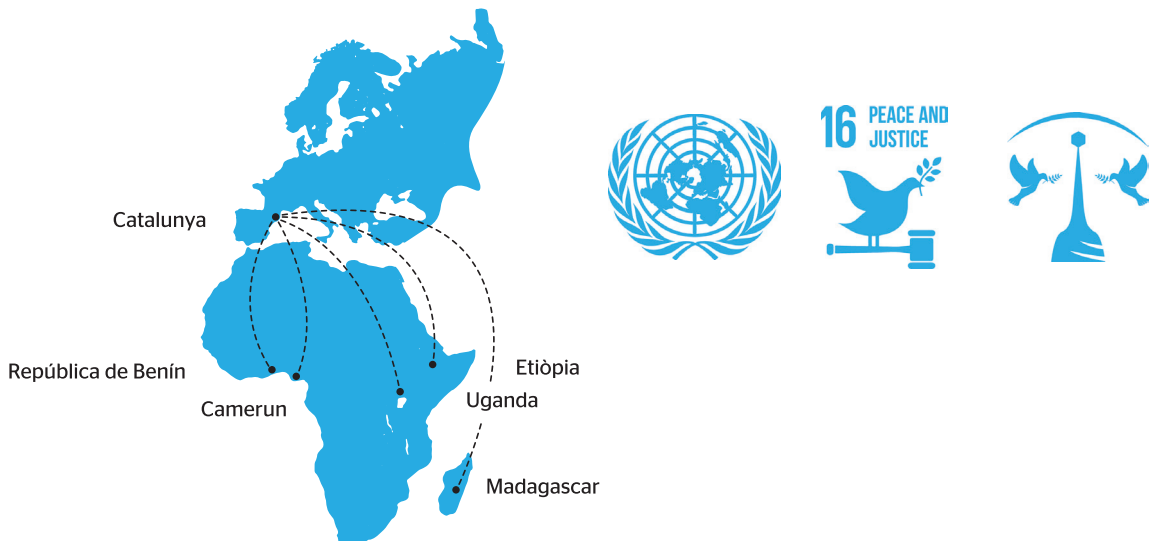 16 PEACE AND
JUSTICE
Catalunya
República de Benín
Etiòpia
Camerun
Uganda
Madagascar